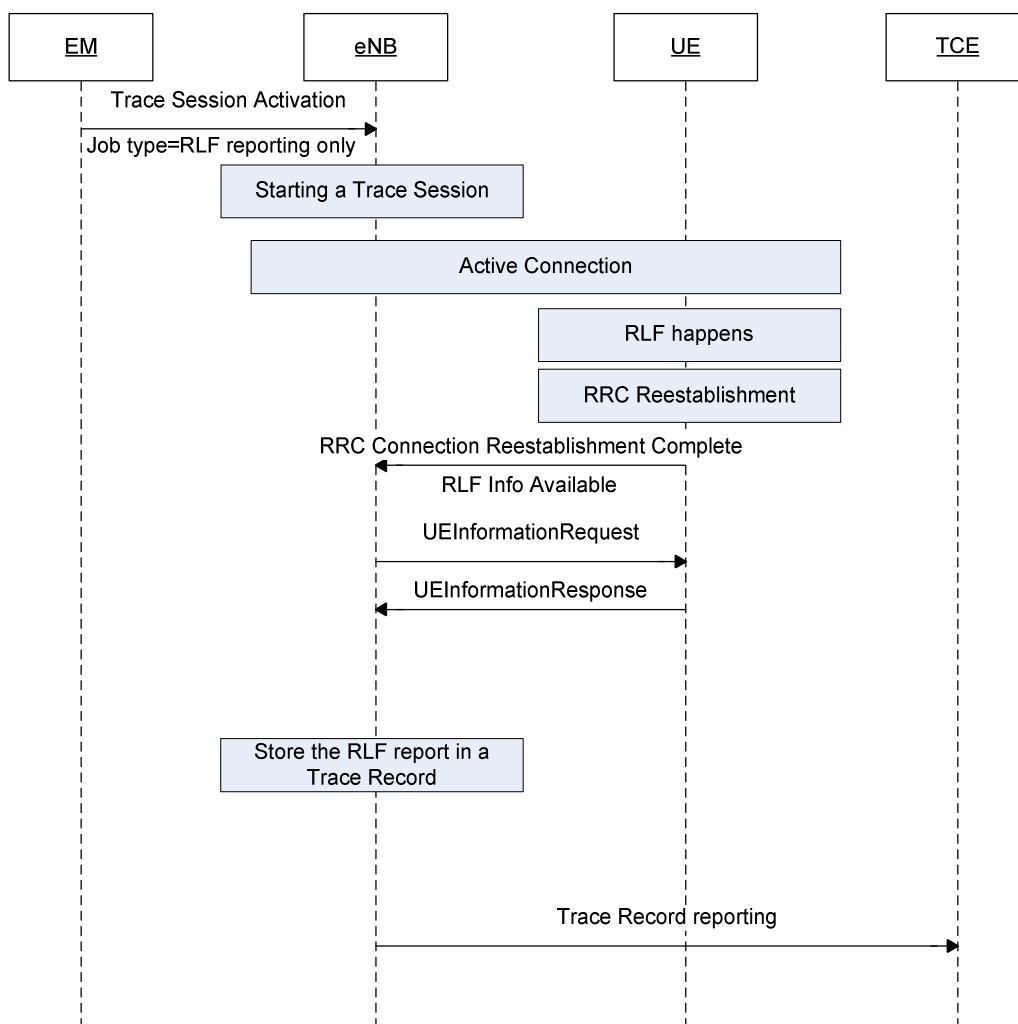 EM
eNB
UE
TCE
Trace Session Activation
Job type=RLF reporting only
Starting a Trace Session
Active Connection
RLF happens
RRC Reestablishment
RRC Connection Reestablishment Complete
RLF Info Available
UEInformationRequest
UEInformationResponse
Store the RLF report in a
Trace Record
Trace Record reporting